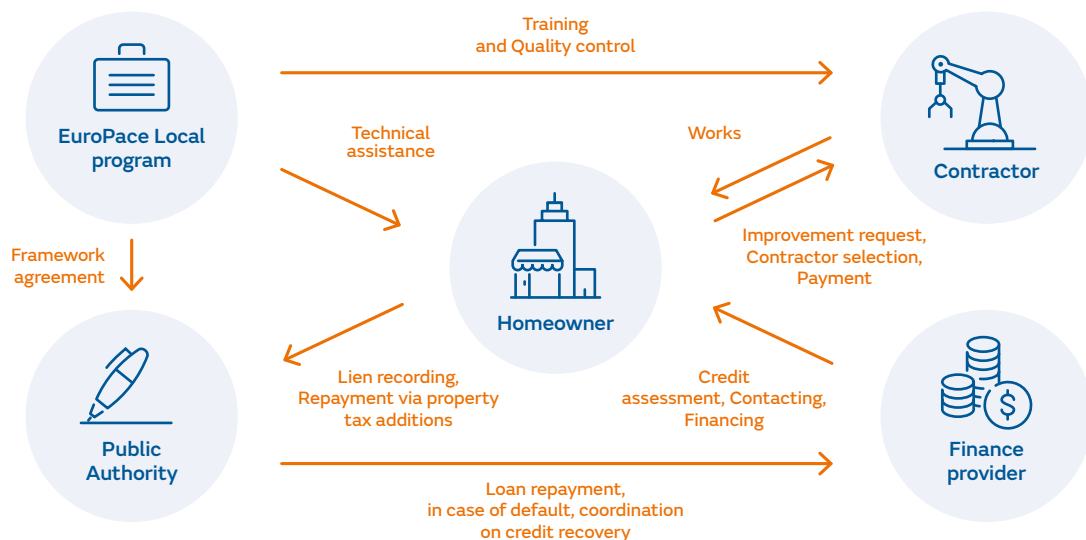 Training
and Quality control
EuroPace Local
program
Technical
assistance
Works
Contractor
Framework
agreement
Improvement request,
Contractor selection,
Payment
Homeowner
Lien recording,
Repayment via property
tax additions
Credit
assessment, Contacting,
Financing
Public
Authority
$
Finance
provider
Loan repayment,
in case of default, coordination
on credit recovery